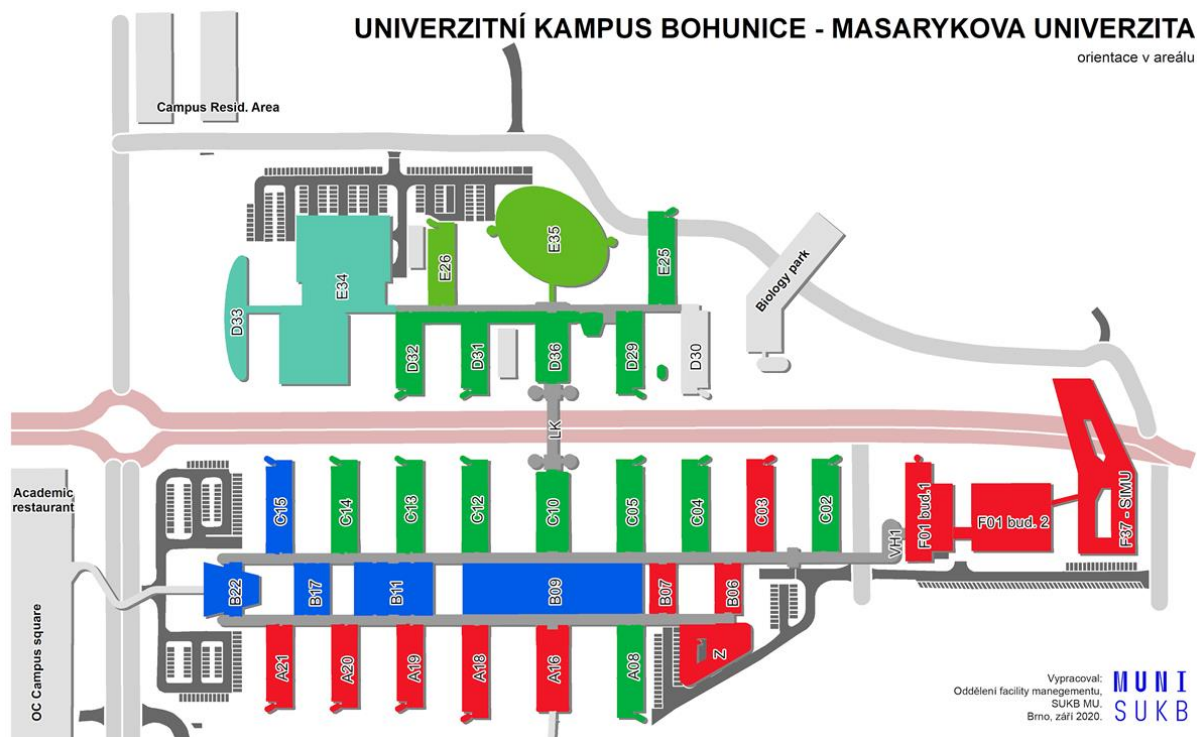 UNIVERZITNÍ KAMPUS BOHUNICE - MASARYKOVA UNIVERZITA
orientace v areálu
Campus Resid. Area
E35
E26
E25
E34
Biology park
D33
D32
D31
D36
D29
D30
LK
Academic
restaurant
C15
C14
C13
C12
C10
C05
C04
C03
C02
VH1
F01 bud.1
F01 bud. 2
F37 - SIMU
B22
B17
B11
B09
B07
B06
A21
A20
A19
A18
A16
A08
Z
OC Campus square
Vypracoval:
Oddělení facility manegementu,
SUKB MU.
Brno, září 2020.
MUNI
SUKB